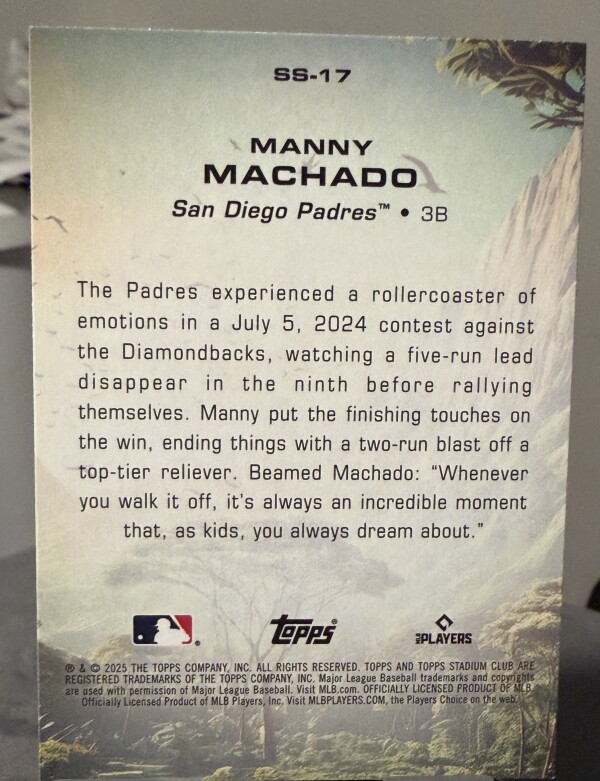 SS-17
MANNY
MACHADO
San Diego Padres™ • 3B
The Padres experienced a rollercoaster of
emotions in a July 5, 2024 contest against
the Diamondbacks, watching a five-run lead
disappear in the ninth before rallying
themselves. Manny put the finishing touches on
the win, ending things with a two-run blast off a
top-tier reliever. Beamed Machado: “Whenever
you walk it off, it’s always an incredible moment
that, as kids, you always dream about.”
®
topps®
MLB PLAYERS
® & © 2025 THE TOPPS COMPANY, INC. ALL RIGHTS RESERVED. TOPPS AND TOPPS STADIUM CLUB ARE
REGISTERED TRADEMARKS OF THE TOPPS COMPANY, INC. Major League Baseball trademarks and copyrights
are used with permission of Major League Baseball. Visit MLB.com. OFFICIALLY LICENSED PRODUCT OF MLB.
Officially Licensed Product of MLB Players, Inc. Visit MLBPLAYERS.COM, the Players Choice on the web.